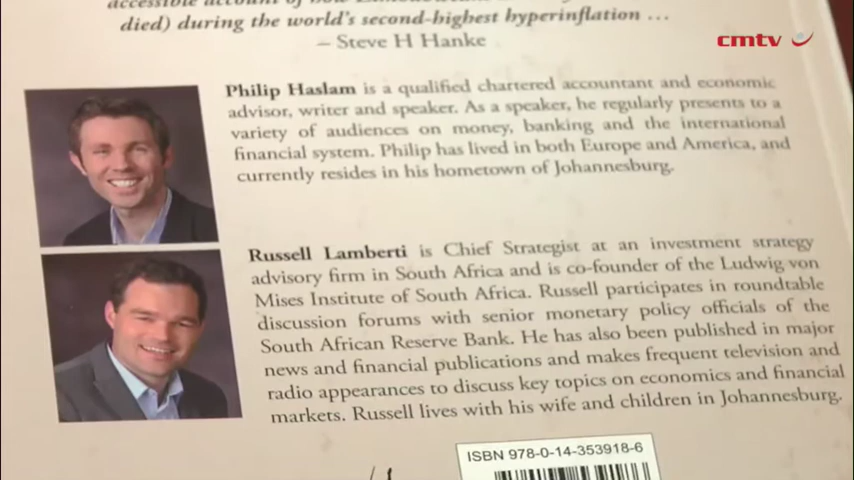 died) during the world's second-highest hyperinflation ...
– Steve H Hanke
cmtv
Philip Haslam is a qualified chartered accountant and economic
advisor, writer and speaker. As a speaker, he regularly presents to a
variety of audiences on money, banking and the international
financial system. Philip has lived in both Europe and America, and
currently resides in his hometown of Johannesburg.
Russell Lamberti is Chief Strategist at an investment strategy
advisory firm in South Africa and is co-founder of the Ludwig von
Mises Institute of South Africa. Russell participates in roundtable
discussion forums with senior monetary policy officials of the
South African Reserve Bank. He has also been published in major
news and financial publications and makes frequent television and
radio appearances to discuss key topics on economics and financial
markets. Russell lives with his wife and children in Johannesburg.
ISBN 978-0-14-353918-6